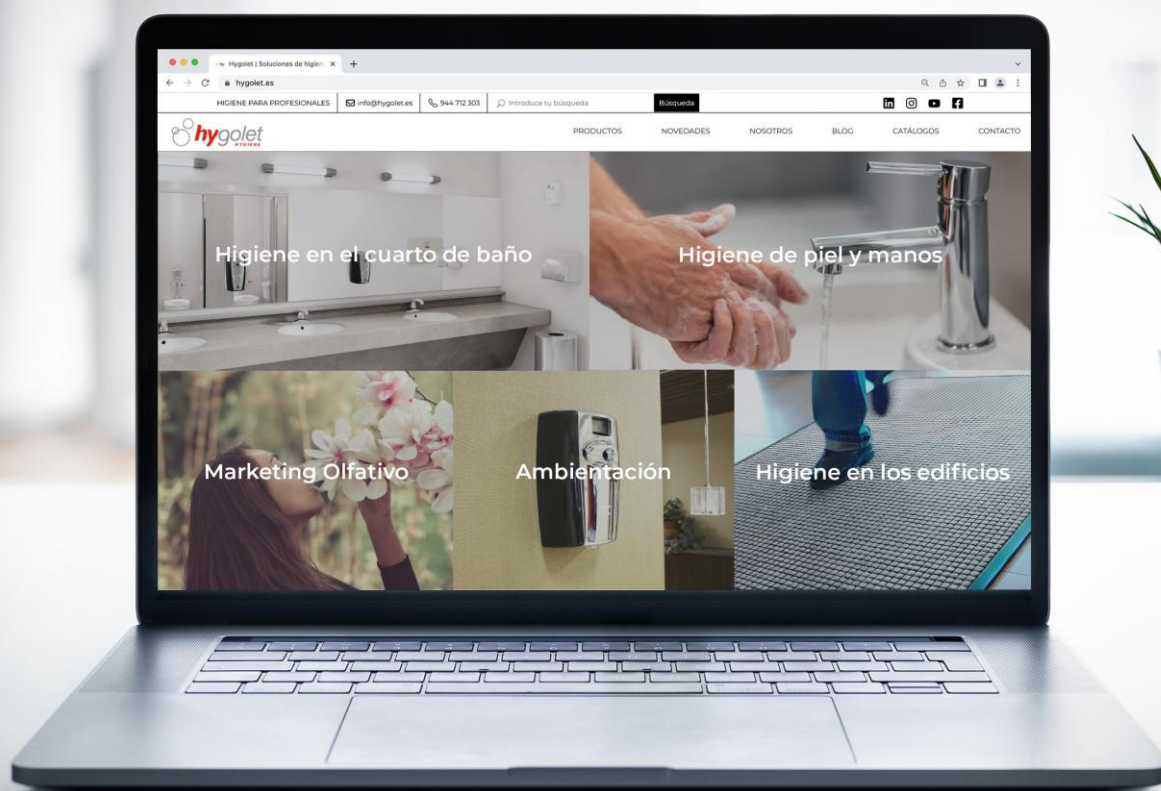 Hygolet | Soluciones de higien
hygolet.es
HIGIENE PARA PROFESIONALES
info@hygolet.es
944 712 303
Introduce tu búsqueda
Búsqueda
hygolet
HYGIENE
PRODUCTOS
NOVEDADES
NOSOTROS
BLOG
CATÁLOGOS
CONTACTO
Higiene en el cuarto de baño
Higiene de piel y manos
Marketing Olfativo
Ambientación
Higiene en los edificios